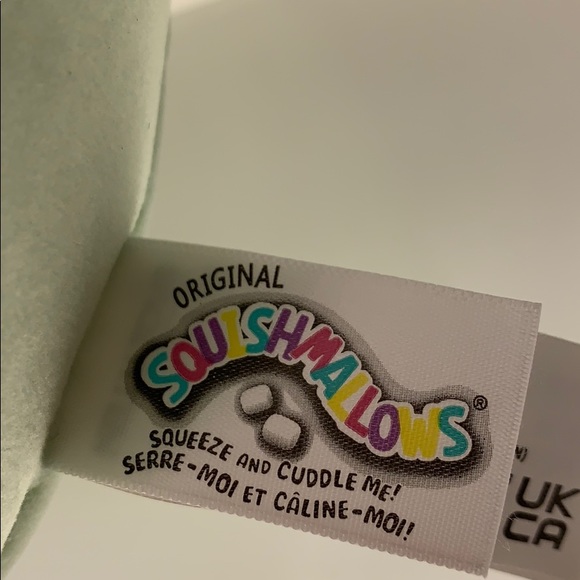 ORIGINAL
SQUISHMALLOWS®
SQUEEZE AND CUDDLE ME!
SERRE-MOI ET CÂLINE-MOI!
UK
CA